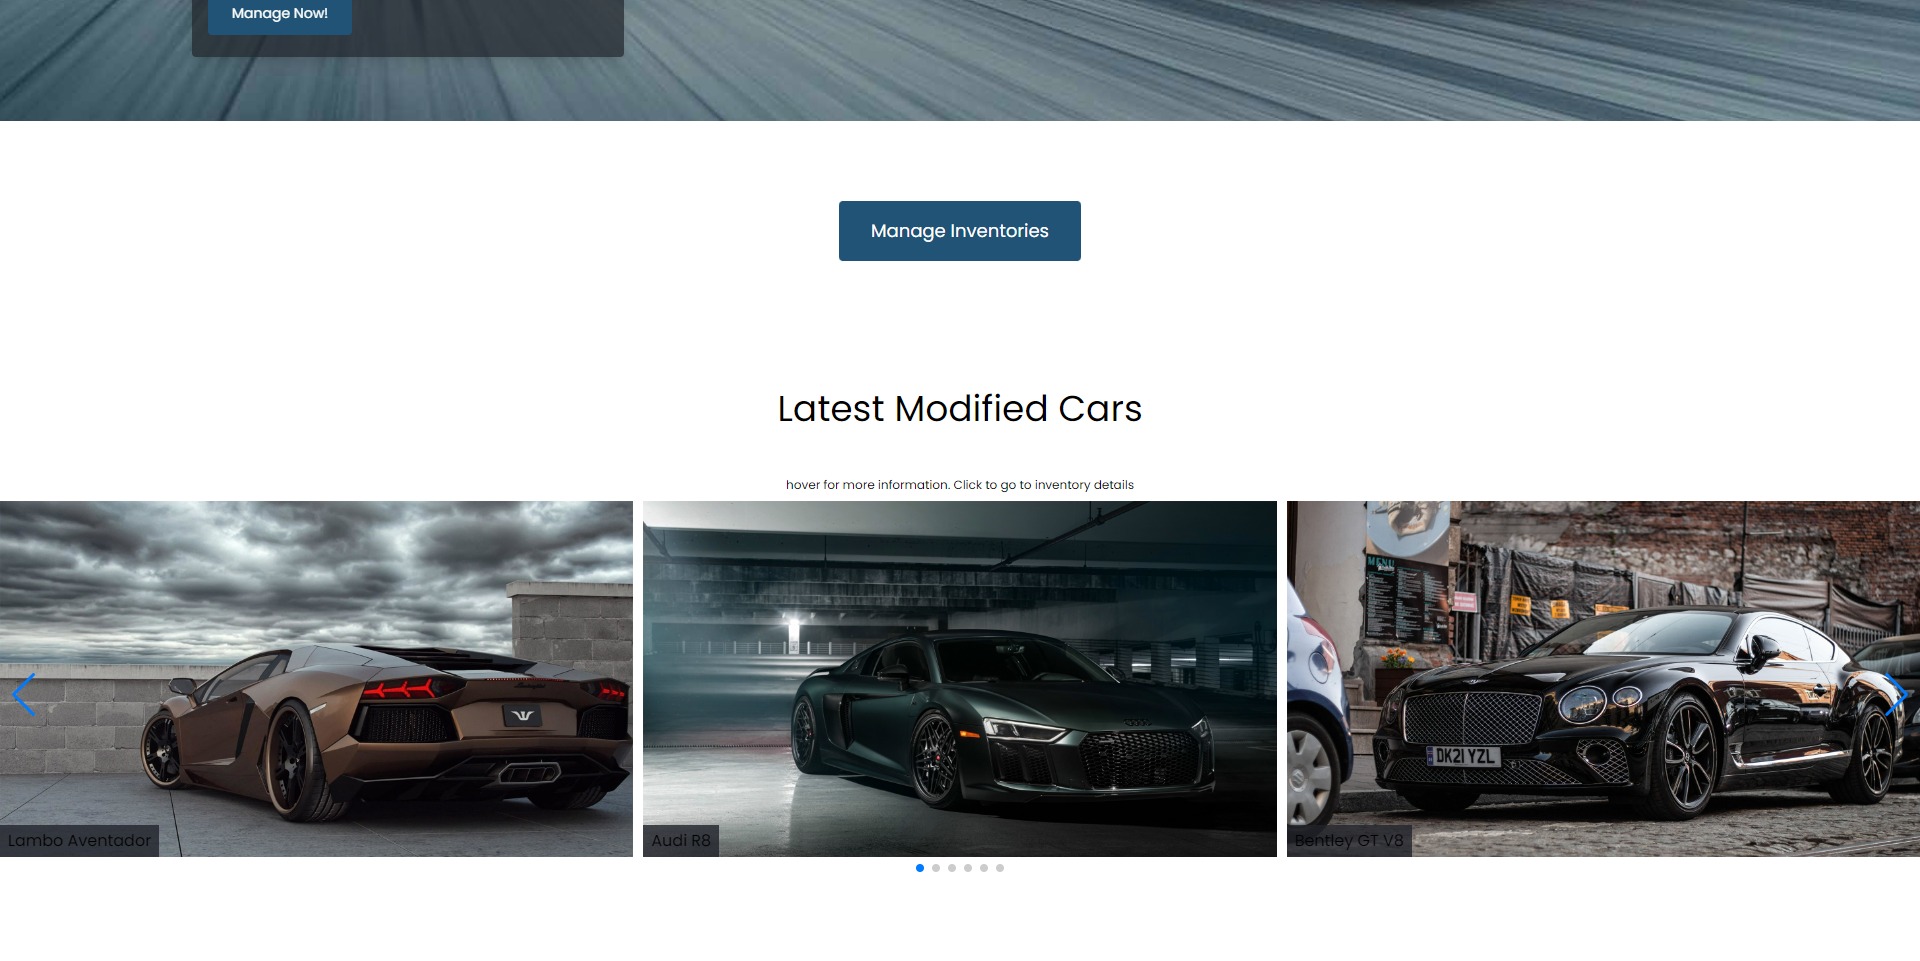 Manage Now!
Manage Inventories
Latest Modified Cars
hover for more information. Click to go to inventory details
MENU
DK21 YZL
Lambo Aventador
Audi R8
Bentley GT V8